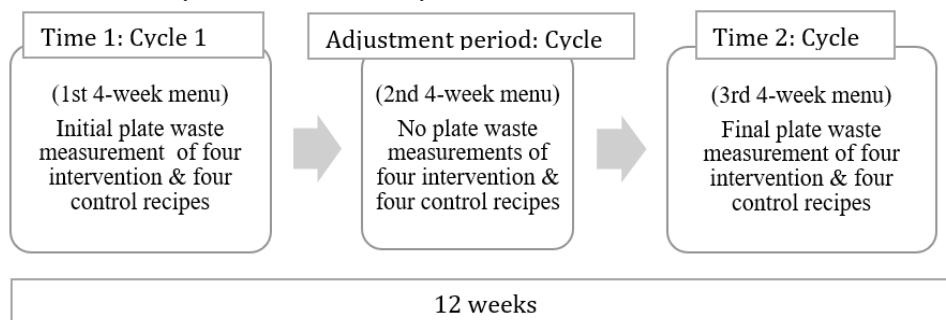 Time 1: Cycle 1
(1st 4-week menu)
Initial plate waste
measurement of four
intervention & four
control recipes
Adjustment period: Cycle
(2nd 4-week menu)
No plate waste
measurements of
four intervention &
four control recipes
Time 2: Cycle
(3rd 4-week menu)
Final plate waste
measurement of four
intervention & four
control recipes
12 weeks